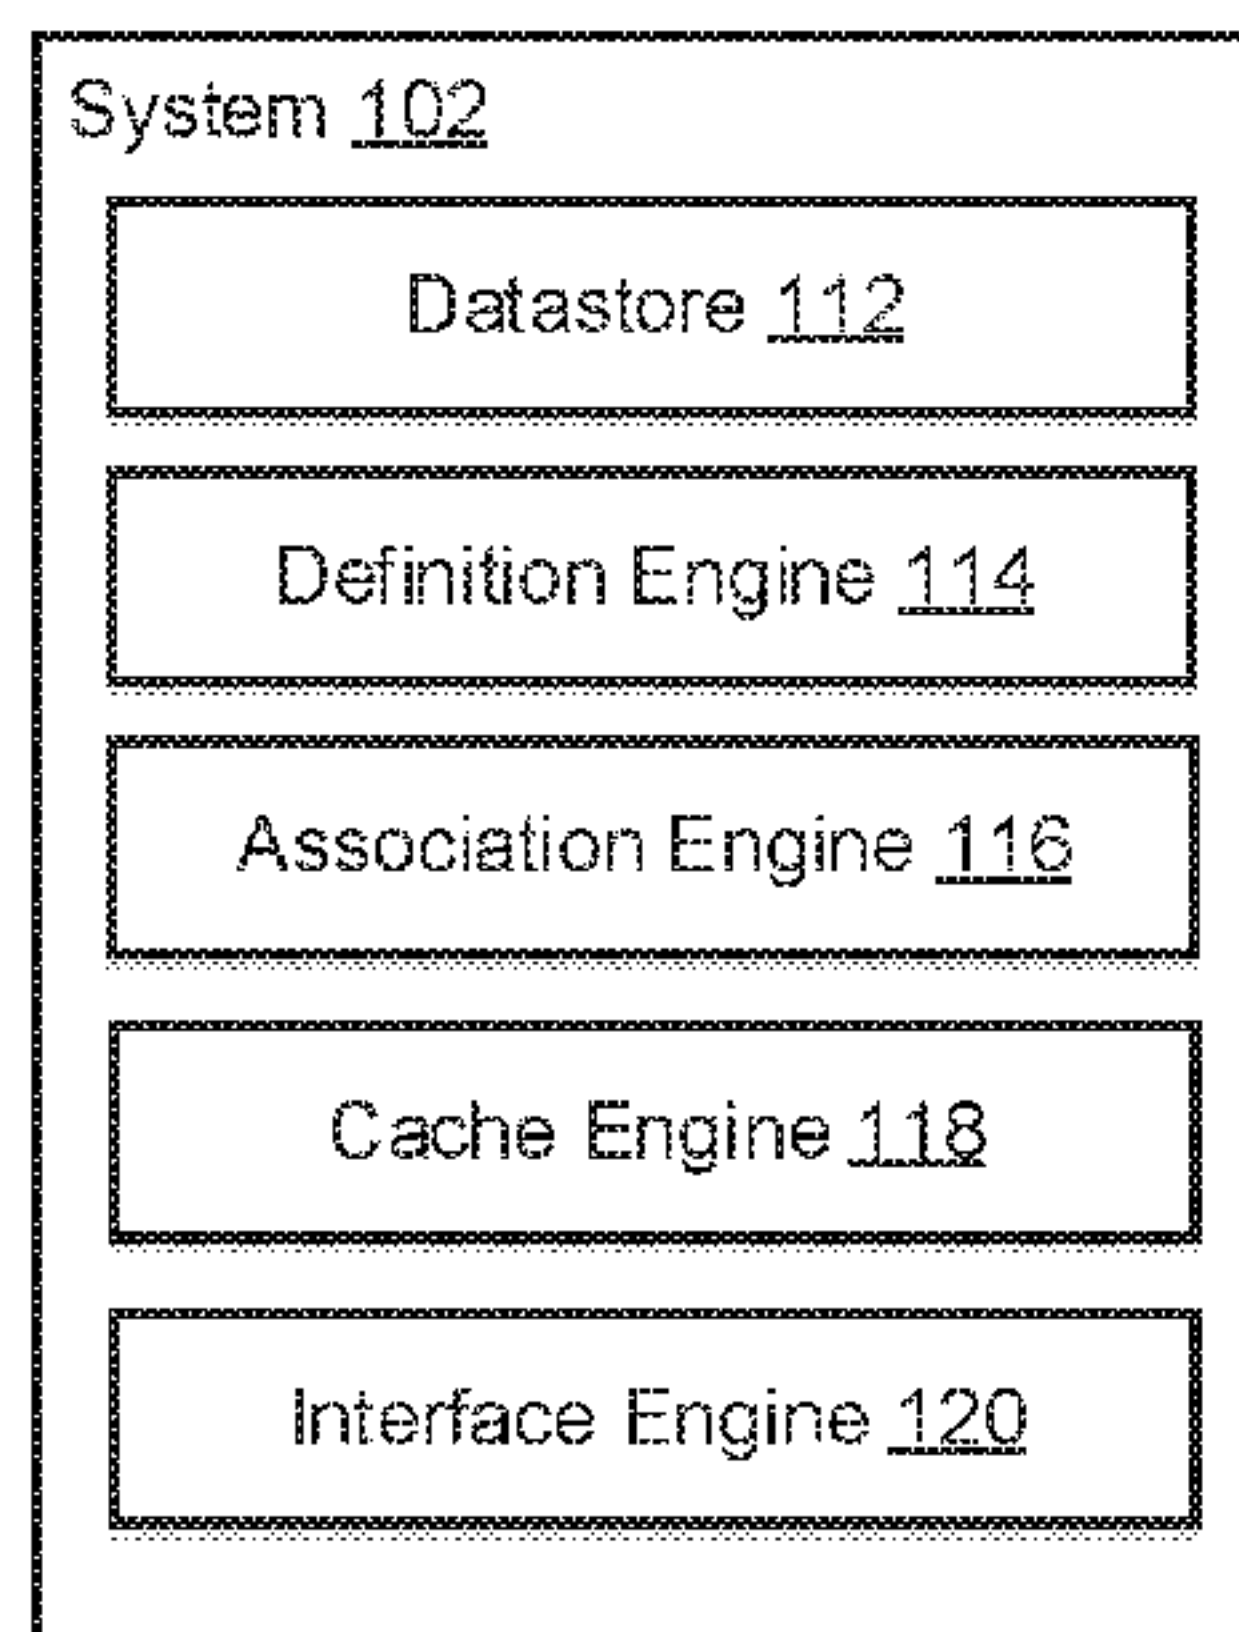 System 102
Datastore 112
Definition Engine 114
Association Engine 116
Cache Engine 118
Interface Engine 120